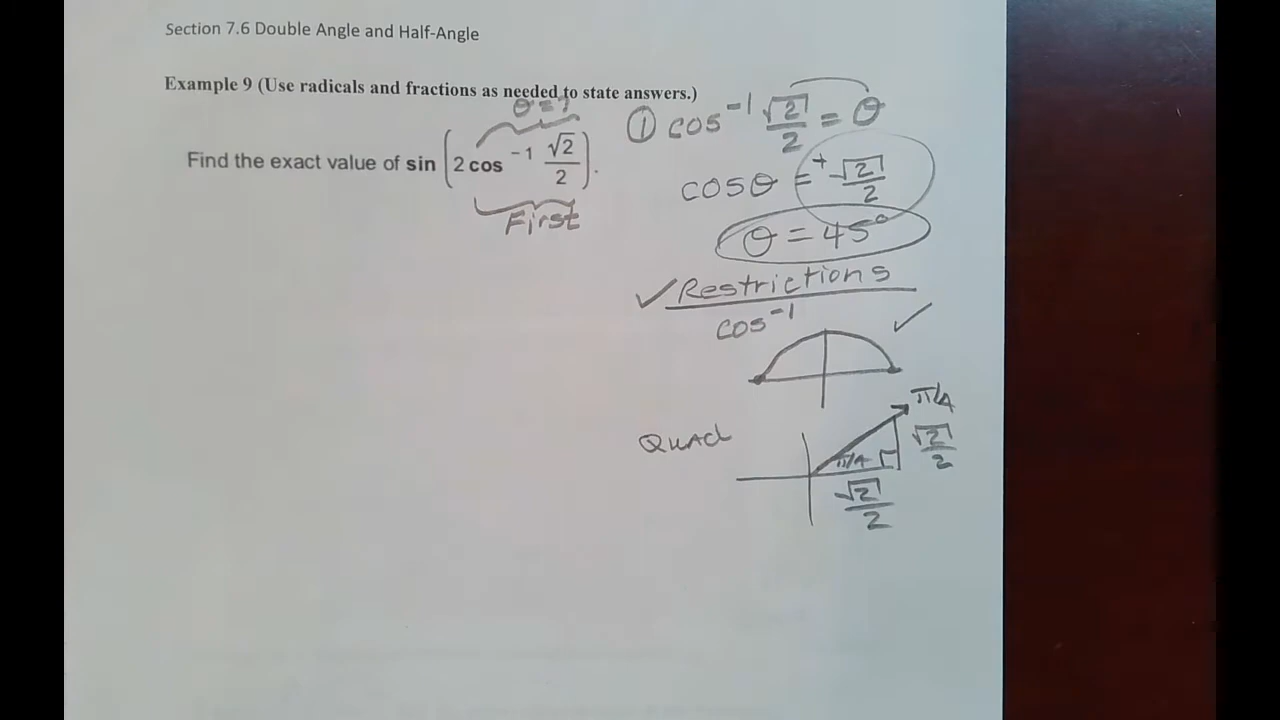 Section 7.6 Double Angle and Half-Angle
Example 9 (Use radicals and fractions as needed to state answers.)
θ = ?
Find the exact value of sin (2 cos⁻¹ √2/2).
First
① cos⁻¹ √2/2 = θ
cosθ = +√2/2
θ = 45°
✓ Restrictions
cos⁻¹ ✓
Quad
π/4
π/4
√2/2
√2/2